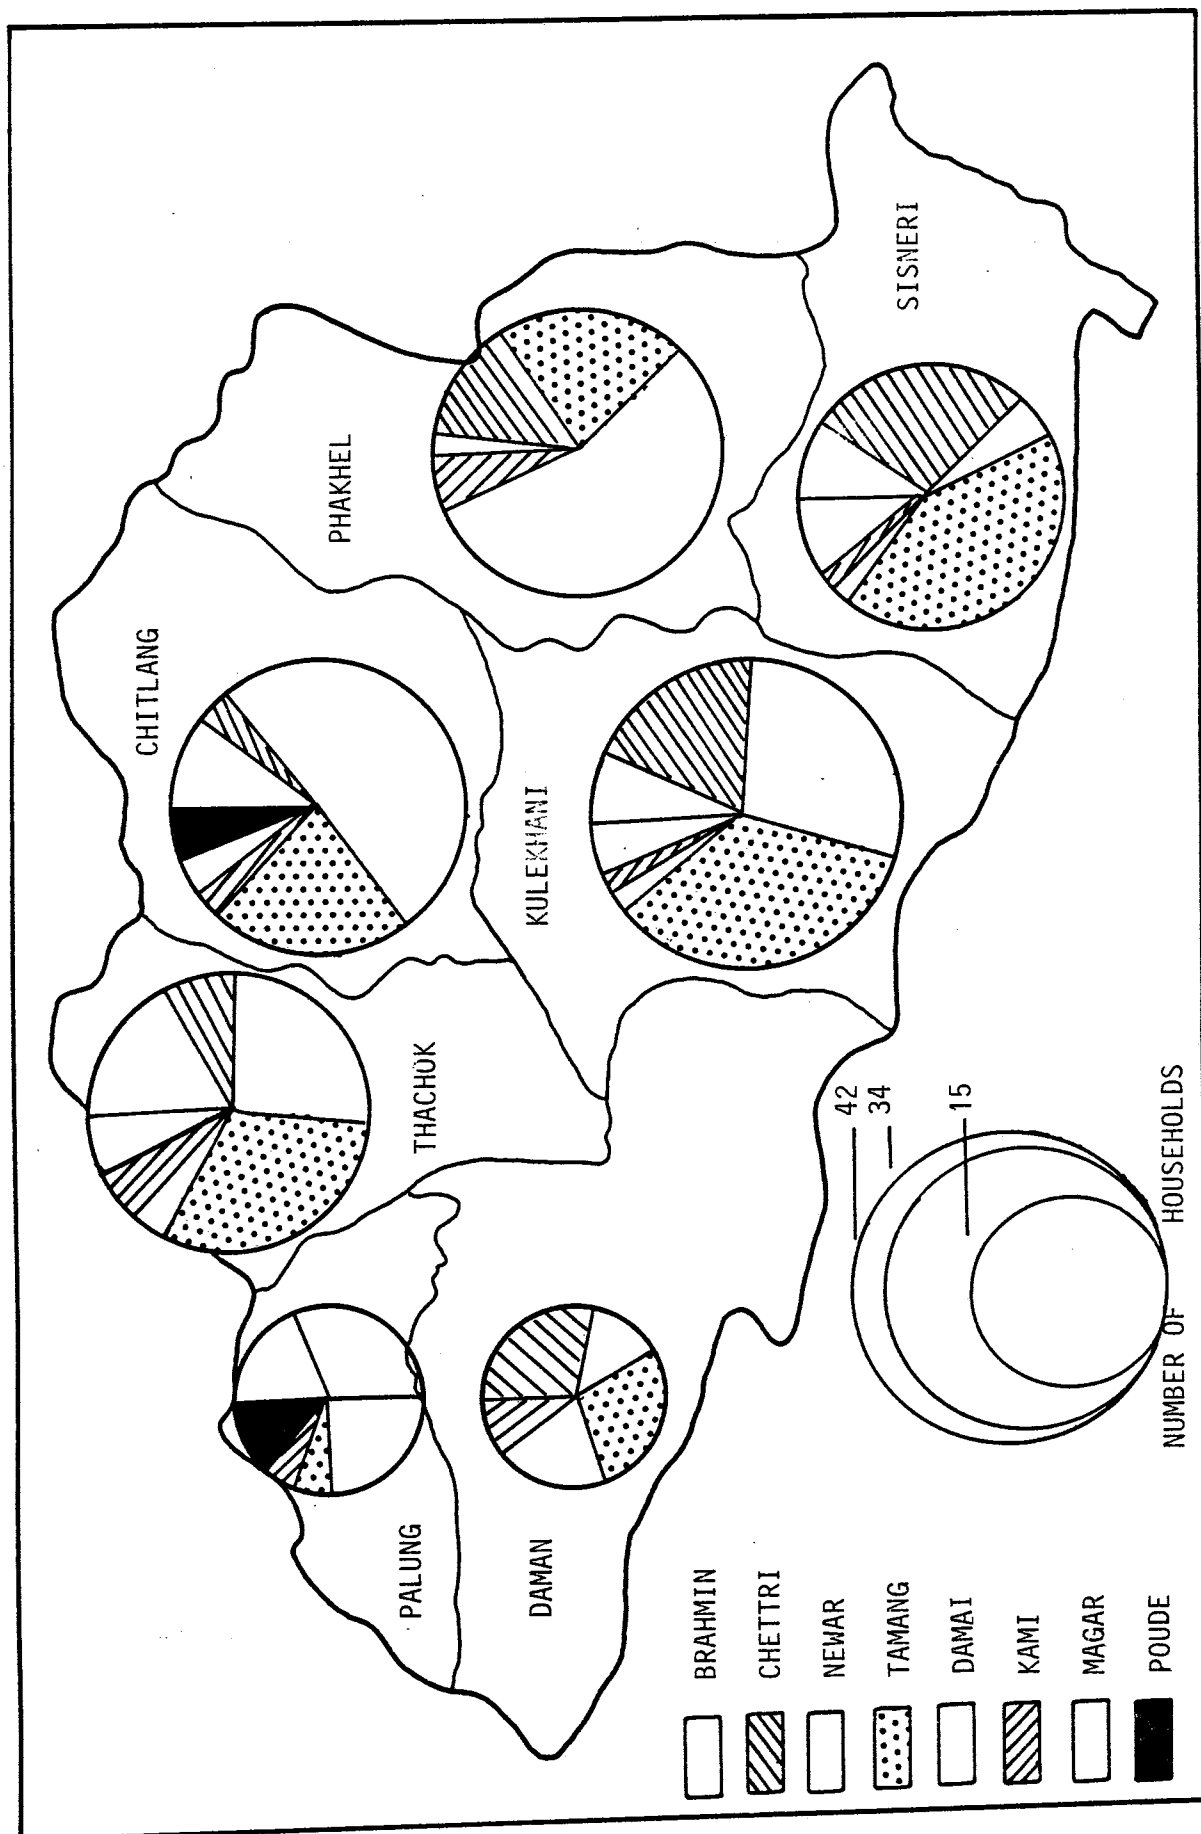 PALUNG
DAMAN
THACHOK
CHITLANG
KULEKHANI
PHAKHEL
SISNERI
BRAHMIN
CHETTRI
NEWAR
TAMANG
DAMAI
KAMI
MAGAR
POUDE
42
34
15
NUMBER OF HOUSEHOLDS